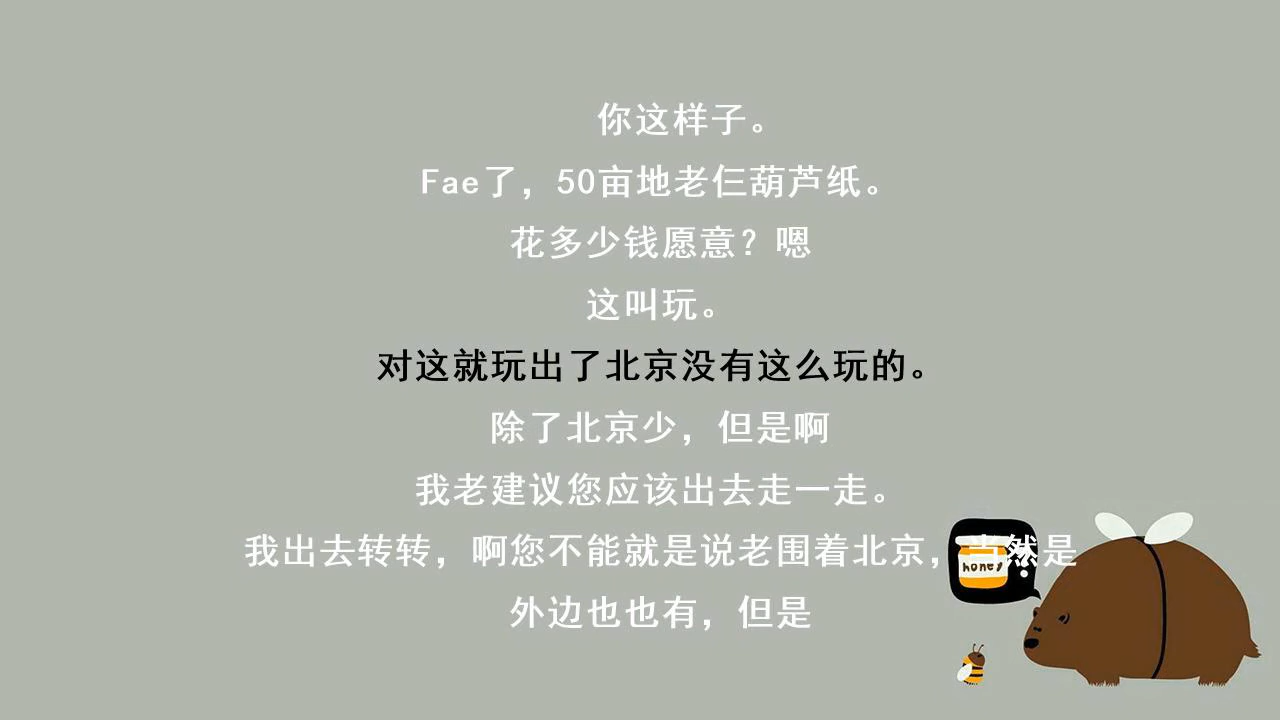 你这样子。
Fae了，50亩地老仨葫芦纸。
花多少钱愿意？嗯
这叫玩。
对这就玩出了北京没有这么玩的。
除了北京少，但是啊
我老建议您应该出去走一走。
我出去转转，啊您不能就是说老围着北京，当然是
外边也也有，但是
honey